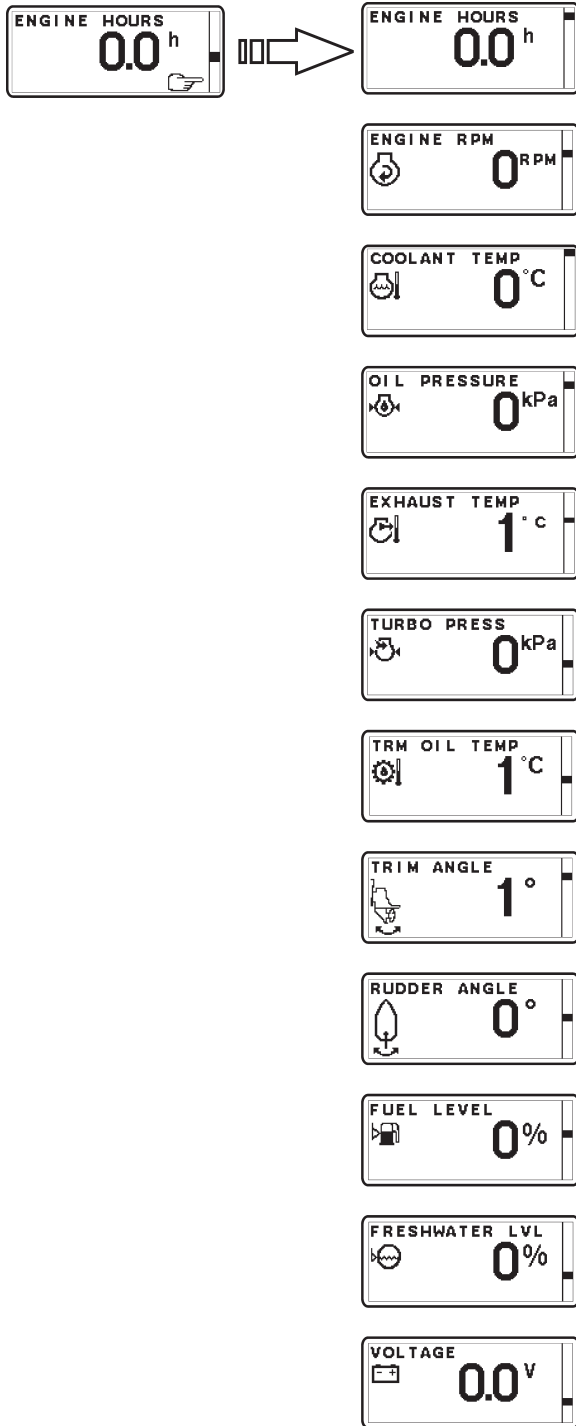 ENGINE HOURS
0.0 h
ENGINE HOURS
0.0 h
ENGINE RPM
0 RPM
COOLANT TEMP
0 °C
OIL PRESSURE
0 kPa
EXHAUST TEMP
1 °C
TURBO PRESS
0 kPa
TRM OIL TEMP
1 °C
TRIM ANGLE
1 °
RUDDER ANGLE
0 °
FUEL LEVEL
0 %
FRESHWATER LVL
0 %
VOLTAGE
0.0 V